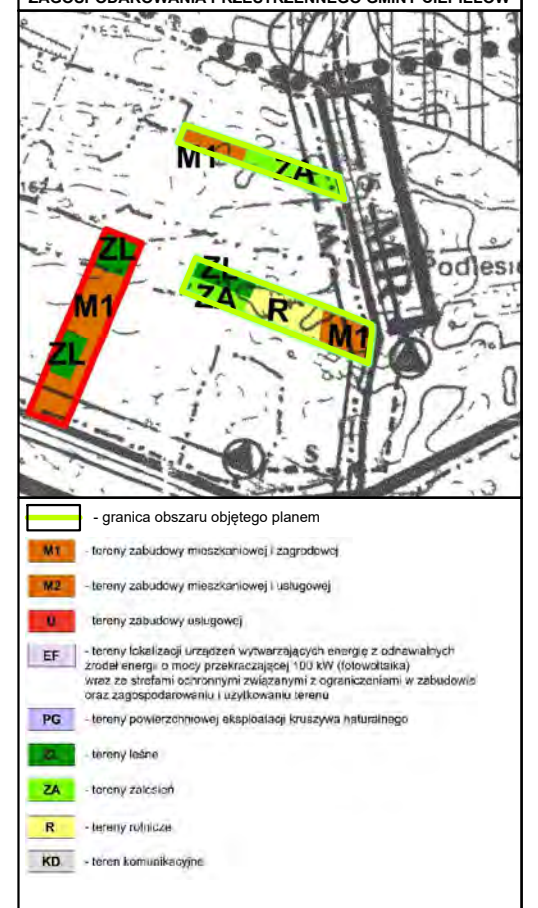 ZAGOSPODAROWANIA PRZESTRZENNEGO GMINY CIEPIELÓW
M1 ZA
162
ZL
M1
ZL
ZL
ZA
R
M1
MR
Podlesi
S
- granica obszaru objętego planem
M1 - tereny zabudowy mieszkaniowej i zagrodowej
M2 - tereny zabudowy mieszkaniowej i usługowej
U - tereny zabudowy usługowej
EF - tereny lokalizacji urządzeń wytwarzających energię z odnawialnych
źródeł energii o mocy przekraczającej 100 kW (fotowoltaika)
wraz ze strefami ochronnymi związanymi z ograniczeniami w zabudowie
oraz zagospodarowaniu i użytkowaniu terenu
PG - tereny powierzchniowej eksploatacji kruszywa naturalnego
ZL - tereny leśne
ZA - tereny zalesień
R - tereny rolnicze
KD - teren komunikacyjne